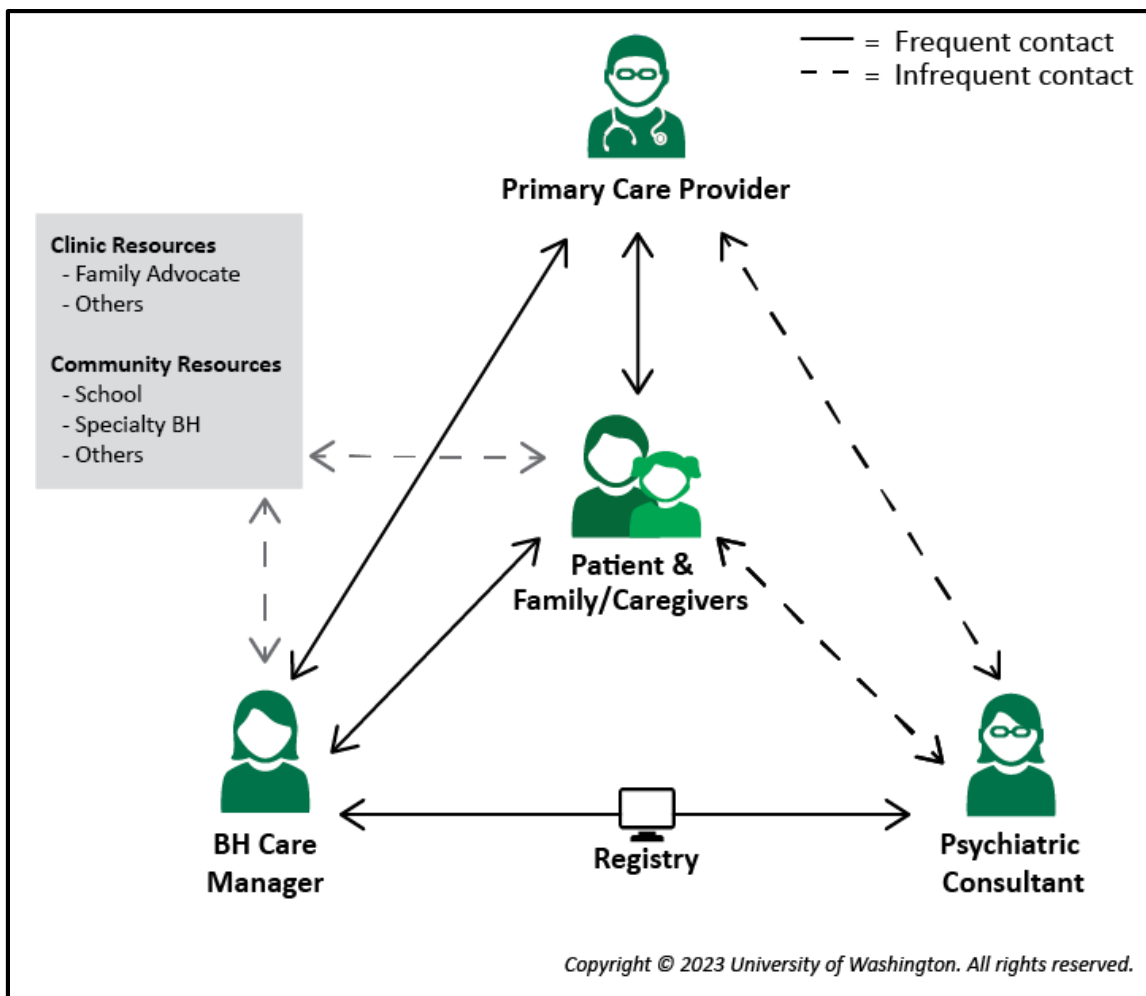 = Frequent contact
= Infrequent contact
Primary Care Provider
Clinic Resources
- Family Advocate
- Others
Community Resources
- School
- Specialty BH
- Others
Patient &
Family/Caregivers
BH Care
Manager
Registry
Psychiatric
Consultant
Copyright © 2023 University of Washington. All rights reserved.